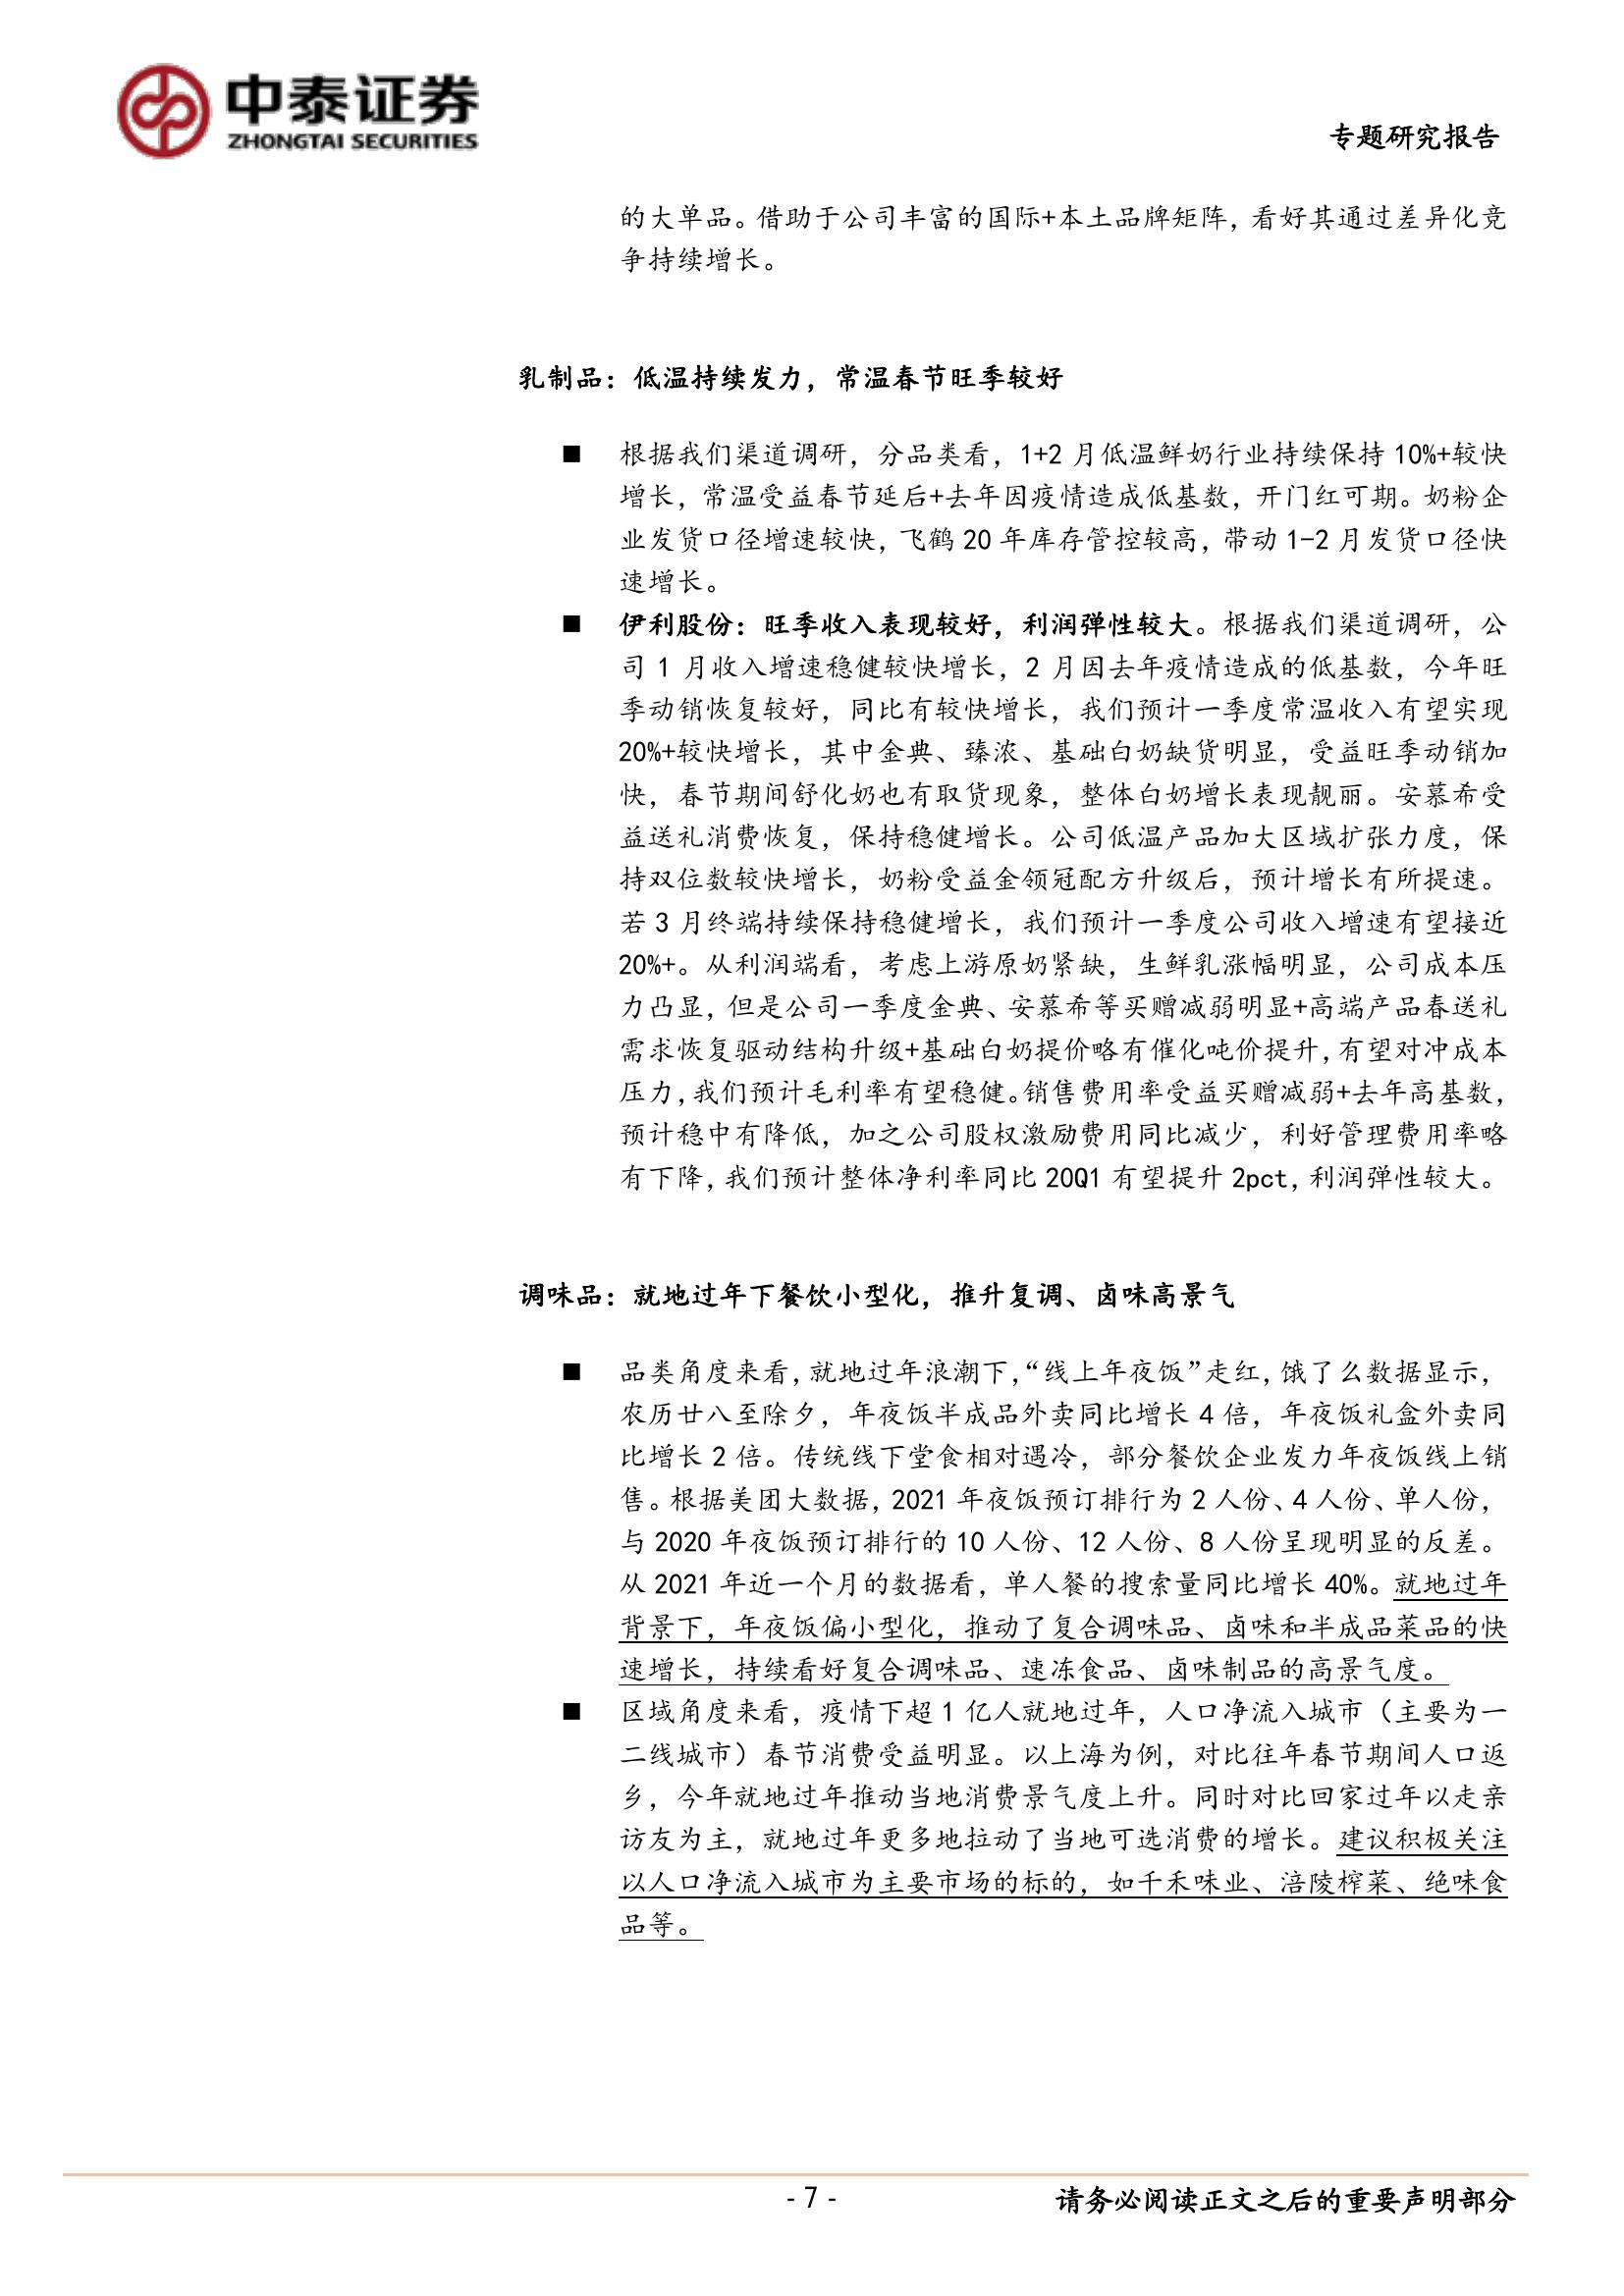 中泰证券
ZHONGTAI SECURITIES
专题研究报告
的大单品。借助于公司丰富的国际+本土品牌矩阵，看好其通过差异化竞
争持续增长。
乳制品：低温持续发力，常温春节旺季较好
■ 根据我们渠道调研，分品类看，1+2 月低温鲜奶行业持续保持 10%+较快
增长，常温受益春节延后+去年因疫情造成低基数，开门红可期。奶粉企
业发货口径增速较快，飞鹤 20 年库存管控较高，带动 1-2 月发货口径快
速增长。
■ 伊利股份：旺季收入表现较好，利润弹性较大。根据我们渠道调研，公
司 1 月收入增速稳健较快增长，2 月因去年疫情造成的低基数，今年旺
季动销恢复较好，同比有较快增长，我们预计一季度常温收入有望实现
20%+较快增长，其中金典、臻浓、基础白奶缺货明显，受益旺季动销加
快，春节期间舒化奶也有取货现象，整体白奶增长表现靓丽。安慕希受
益送礼消费恢复，保持稳健增长。公司低温产品加大区域扩张力度，保
持双位数较快增长，奶粉受益金领冠配方升级后，预计增长有所提速。
若 3 月终端持续保持稳健增长，我们预计一季度公司收入增速有望接近
20%+。从利润端看，考虑上游原奶紧缺，生鲜乳涨幅明显，公司成本压
力凸显，但是公司一季度金典、安慕希等买赠减弱明显+高端产品春送礼
需求恢复驱动结构升级+基础白奶提价略有催化吨价提升，有望对冲成本
压力，我们预计毛利率有望稳健。销售费用率受益买赠减弱+去年高基数，
预计稳中有降低，加之公司股权激励费用同比减少，利好管理费用率略
有下降，我们预计整体净利率同比 20Q1 有望提升 2pct，利润弹性较大。
调味品：就地过年下餐饮小型化，推升复调、卤味高景气
■ 品类角度来看，就地过年浪潮下，“线上年夜饭”走红，饿了么数据显示，
农历廿八至除夕，年夜饭半成品外卖同比增长 4 倍，年夜饭礼盒外卖同
比增长 2 倍。传统线下堂食相对遇冷，部分餐饮企业发力年夜饭线上销
售。根据美团大数据，2021 年夜饭预订排行为 2 人份、4 人份、单人份，
与 2020 年夜饭预订排行的 10 人份、12 人份、8 人份呈现明显的反差。
从 2021 年近一个月的数据看，单人餐的搜索量同比增长 40%。就地过年
背景下，年夜饭偏小型化，推动了复合调味品、卤味和半成品菜品的快
速增长，持续看好复合调味品、速冻食品、卤味制品的高景气度。
■ 区域角度来看，疫情下超 1 亿人就地过年，人口净流入城市（主要为一
二线城市）春节消费受益明显。以上海为例，对比往年春节期间人口返
乡，今年就地过年推动当地消费景气度上升。同时对比回家过年以走亲
访友为主，就地过年更多地拉动了当地可选消费的增长。建议积极关注
以人口净流入城市为主要市场的标的，如千禾味业、涪陵榨菜、绝味食
品等。
- 7 -
请务必阅读正文之后的重要声明部分